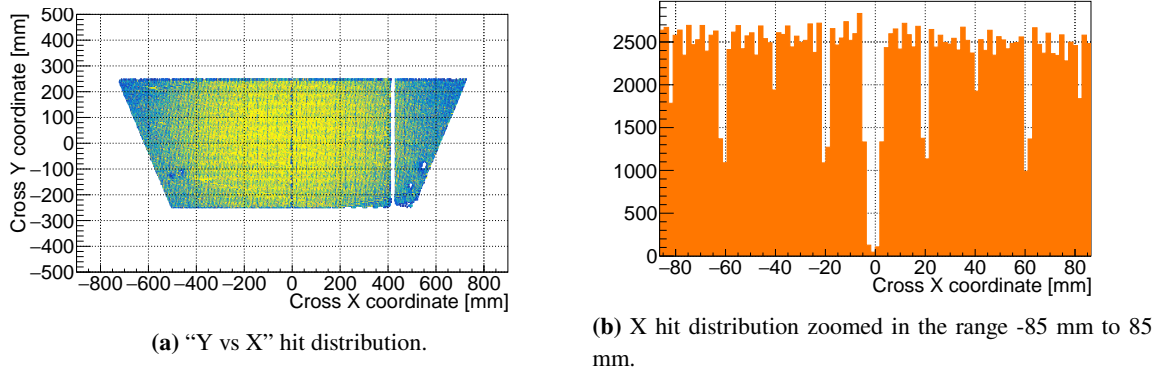 500
400
300
200
100
0
−100
−200
−300
−400
−500
Cross Y coordinate [mm]
−800 −600 −400 −200 0 200 400 600 800
Cross X coordinate [mm]
(a) “Y vs X” hit distribution.
2500
2000
1500
1000
500
0
−80 −60 −40 −20 0 20 40 60 80
Cross X coordinate [mm]
(b) X hit distribution zoomed in the range -85 mm to 85
mm.